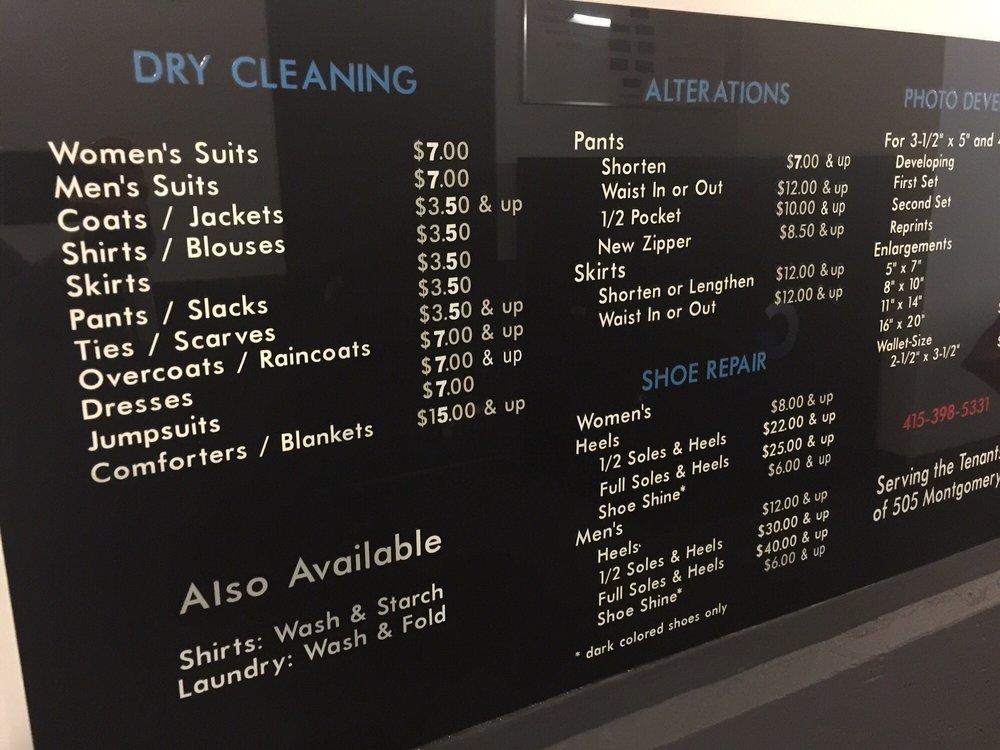 DRY CLEANING
Women's Suits $7.00
Men's Suits $7.00
Coats / Jackets $3.50 & up
Shirts / Blouses $3.50
Skirts $3.50
Pants / Slacks $3.50
Ties / Scarves $3.50 & up
Overcoats / Raincoats $7.00 & up
Dresses $7.00 & up
Jumpsuits $7.00
Comforters / Blankets $15.00 & up
Also Available
Shirts: Wash & Starch
Laundry: Wash & Fold
ALTERATIONS
Pants
Shorten $7.00 & up
Waist In or Out $12.00 & up
1/2 Pocket $10.00 & up
New Zipper $8.50 & up
Skirts
Shorten or Lengthen $12.00 & up
Waist In or Out $12.00 & up
SHOE REPAIR
Women's
Heels $8.00 & up
1/2 Soles & Heels $22.00 & up
Full Soles & Heels $25.00 & up
Shoe Shine* $6.00 & up
Men's
Heels $12.00 & up
1/2 Soles & Heels $30.00 & up
Full Soles & Heels $40.00 & up
Shoe Shine* $6.00 & up
* dark colored shoes only
PHOTO DEVE
For 3-1/2" x 5" and 4
Developing
First Set
Second Set
Reprints
Enlargements
5" x 7"
8" x 10"
11" x 14"
16" x 20"
Wallet-Size
2-1/2" x 3-1/2"
415-398-5331
Serving the Tenant
of 505 Montgomery